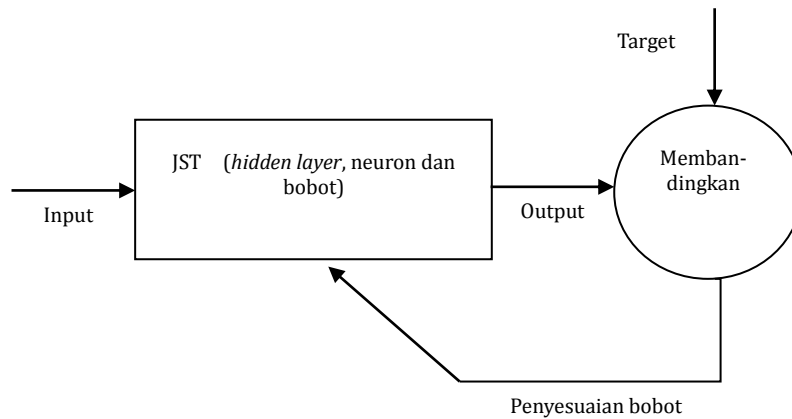 Target
JST (hidden layer, neuron dan
bobot)
Memban-
dingkan
Input
Output
Penyesuaian bobot